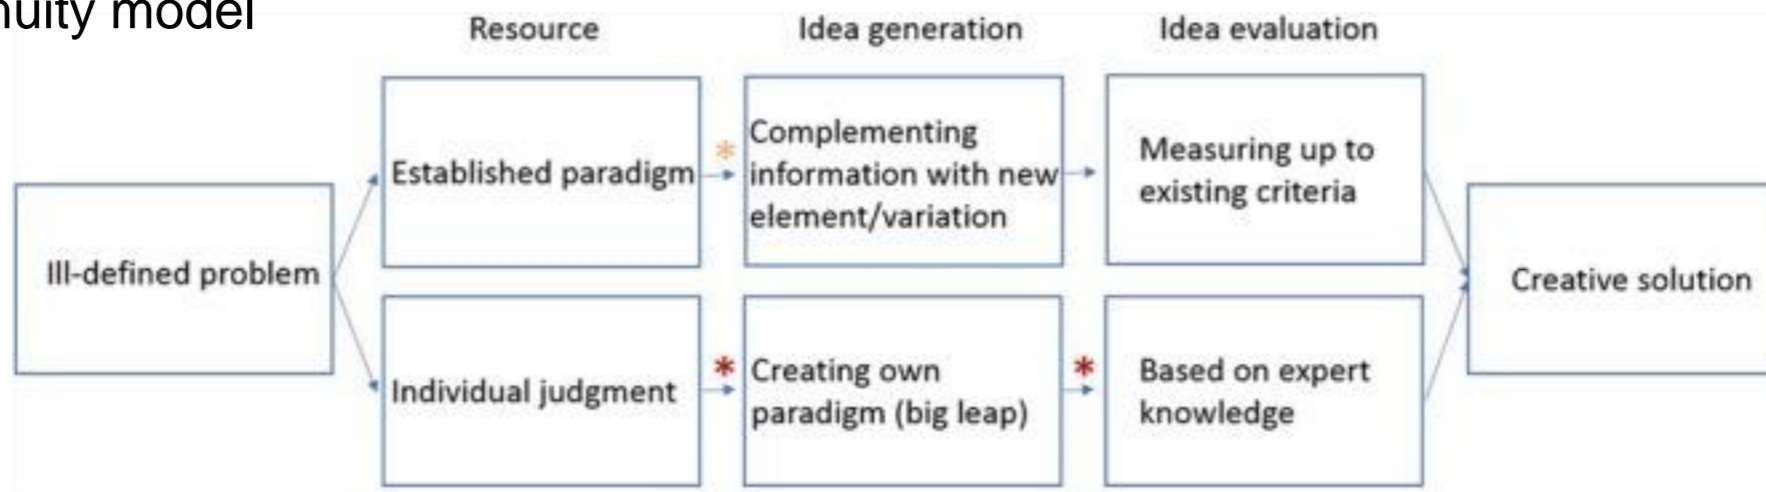 nuity model
Resource
Idea generation
Idea evaluation
Established paradigm
*
Complementing
information with new
element/variation
Measuring up to
existing criteria
Ill-defined problem
Creative solution
Individual judgment
*
Creating own
paradigm (big leap)
*
Based on expert
knowledge